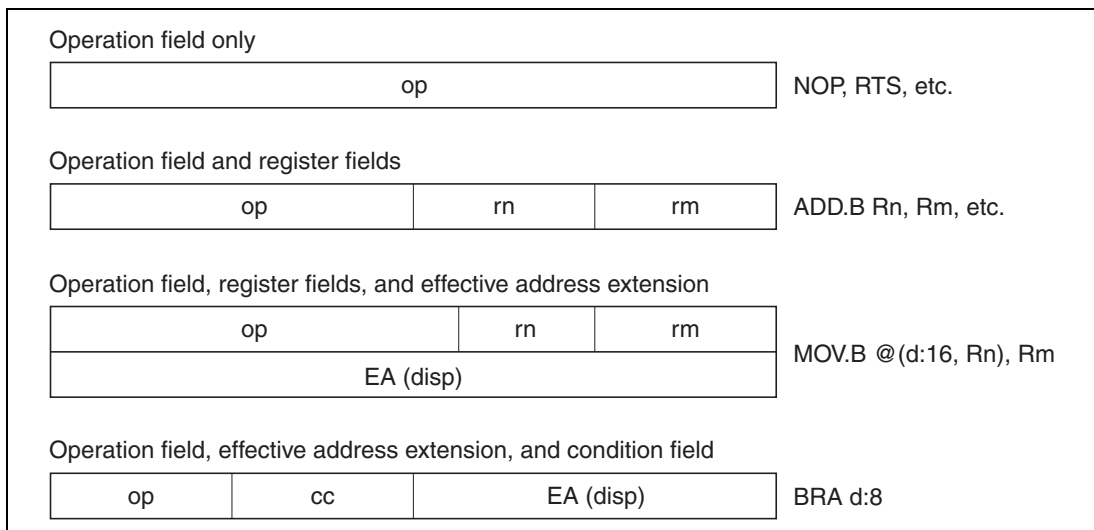 Operation field only
op
NOP, RTS, etc.
Operation field and register fields
op rn rm
ADD.B Rn, Rm, etc.
Operation field, register fields, and effective address extension
op rn rm
EA (disp)
MOV.B @(d:16, Rn), Rm
Operation field, effective address extension, and condition field
op cc EA (disp)
BRA d:8